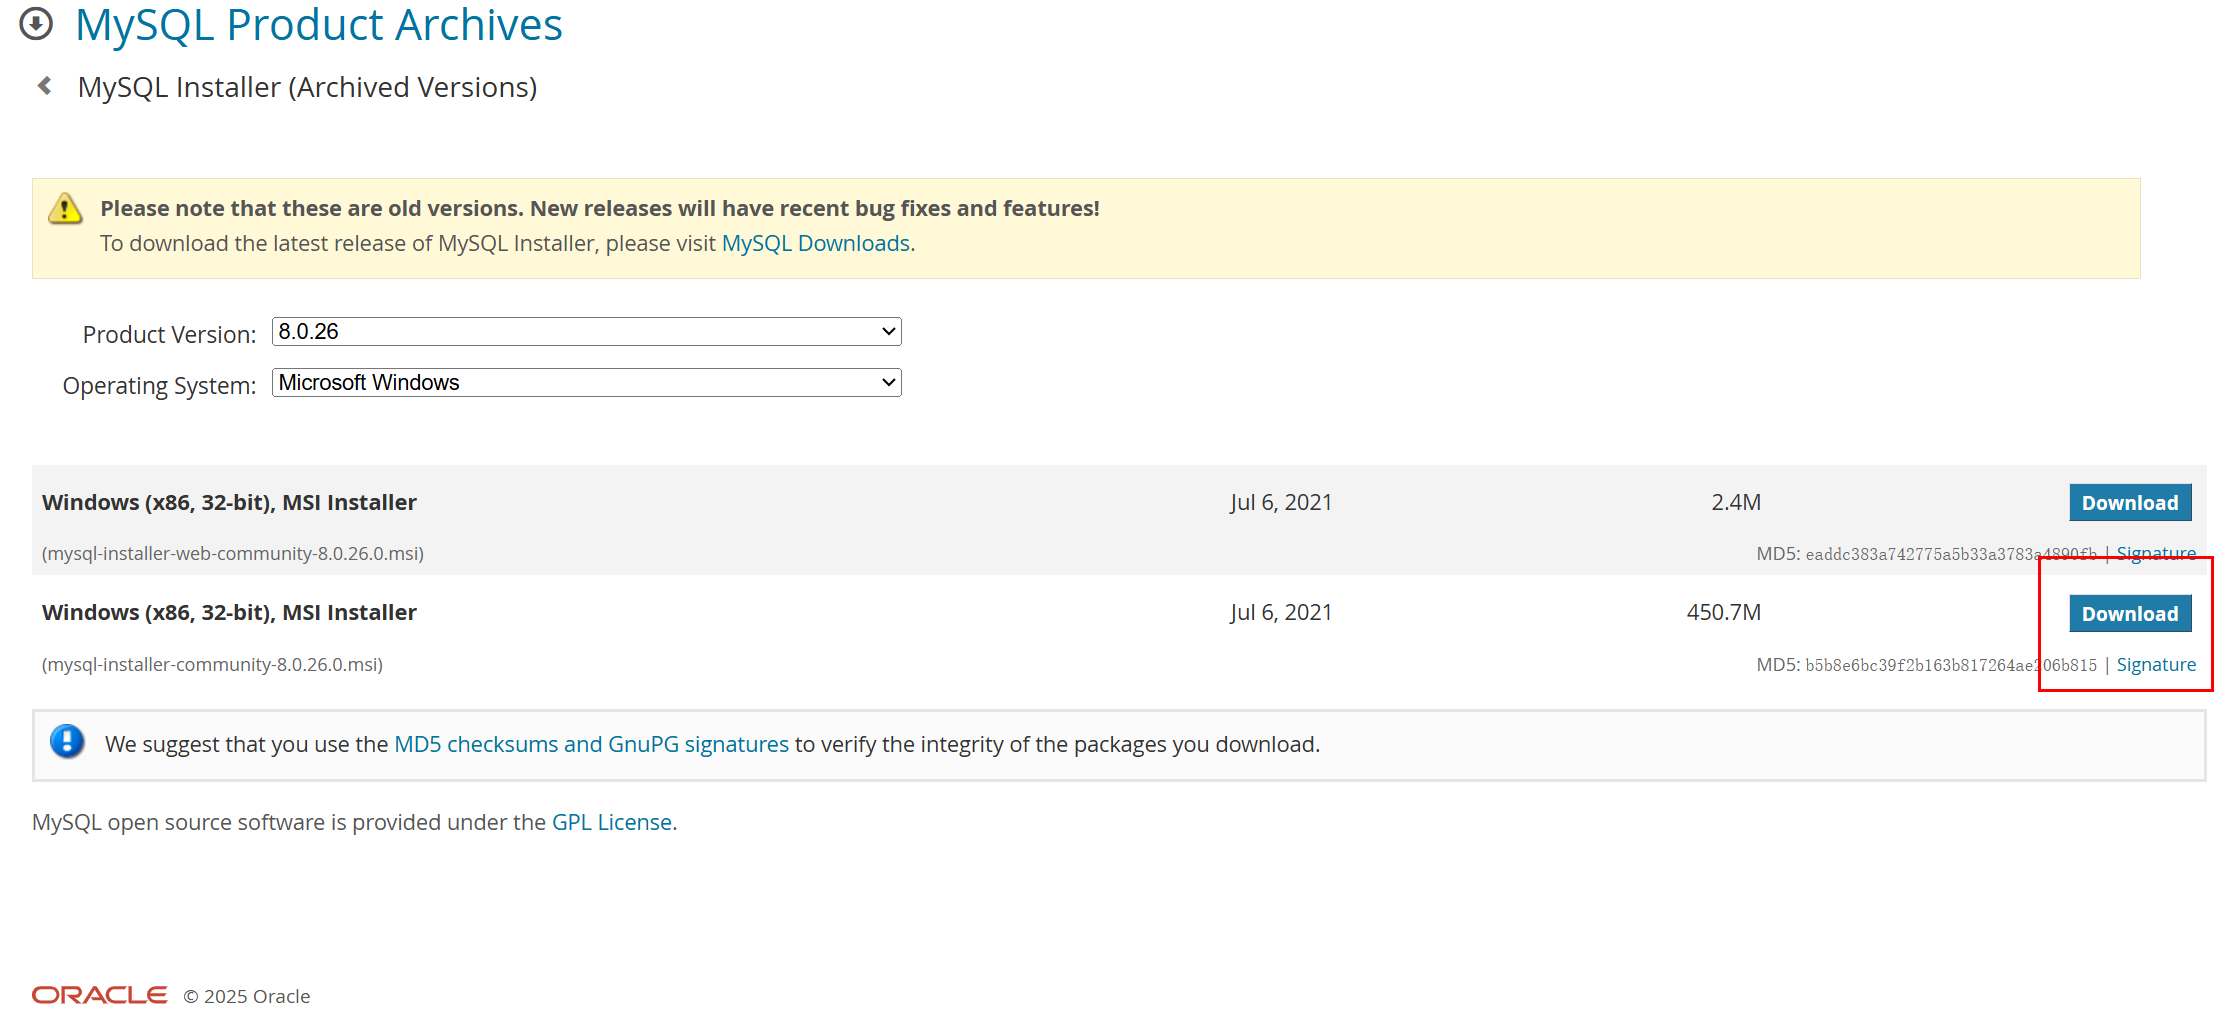 MySQL Product Archives
MySQL Installer (Archived Versions)
Please note that these are old versions. New releases will have recent bug fixes and features!
To download the latest release of MySQL Installer, please visit MySQL Downloads.
Product Version: 8.0.26
Operating System: Microsoft Windows
Windows (x86, 32-bit), MSI Installer Jul 6, 2021 2.4M Download
(mysql-installer-web-community-8.0.26.0.msi) MD5: eaddc383a742775a5b33a3783a4890fb | Signature
Windows (x86, 32-bit), MSI Installer Jul 6, 2021 450.7M Download
(mysql-installer-community-8.0.26.0.msi) MD5: b5b8e6bc39f2b163b817264ae206b815 | Signature
We suggest that you use the MD5 checksums and GnuPG signatures to verify the integrity of the packages you download.
MySQL open source software is provided under the GPL License.
ORACLE © 2025 Oracle